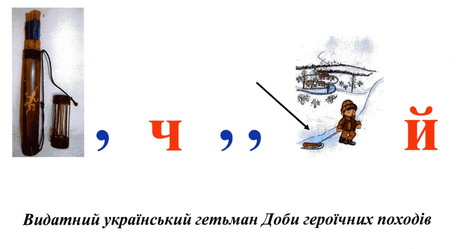 , ч , , й
Видатний український гетьман Доби героїчних походів